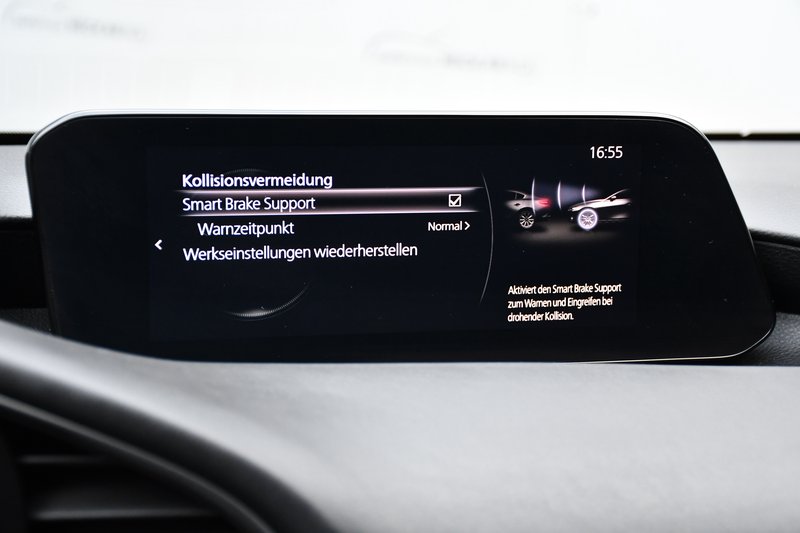 16:55
Kollisionsvermeidung
Smart Brake Support
Warnzeitpunkt
Normal
Werkseinstellungen wiederherstellen
Aktiviert den Smart Brake Support
zum Warnen und Eingreifen bei
drohender Kollision.